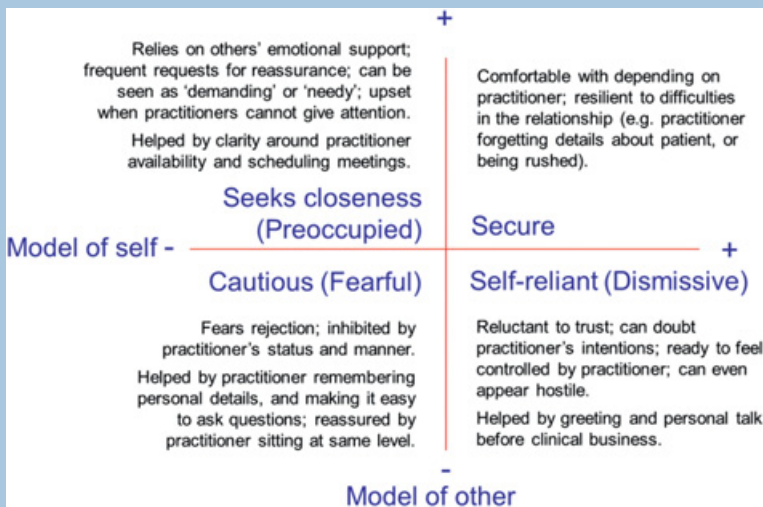 +
Relies on others’ emotional support;
frequent requests for reassurance; can be
seen as ‘demanding’ or ‘needy’; upset
when practitioners cannot give attention.
Helped by clarity around practitioner
availability and scheduling meetings.
Seeks closeness
(Preoccupied)
Comfortable with depending on
practitioner; resilient to difficulties
in the relationship (e.g. practitioner
forgetting details about patient, or
being rushed).
Secure
Model of self -
+
Cautious (Fearful)
Fears rejection; inhibited by
practitioner’s status and manner.
Helped by practitioner remembering
personal details, and making it easy
to ask questions; reassured by
practitioner sitting at same level.
Self-reliant (Dismissive)
Reluctant to trust; can doubt
practitioner’s intentions; ready to feel
controlled by practitioner; can even
appear hostile.
Helped by greeting and personal talk
before clinical business.
-
Model of other